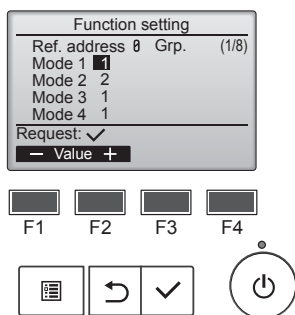 Function setting
Ref. address 0 Grp. (1/8)
Mode 1 1
Mode 2 2
Mode 3 1
Mode 4 1
Request: ✓
− Value +
F1 F2 F3 F4